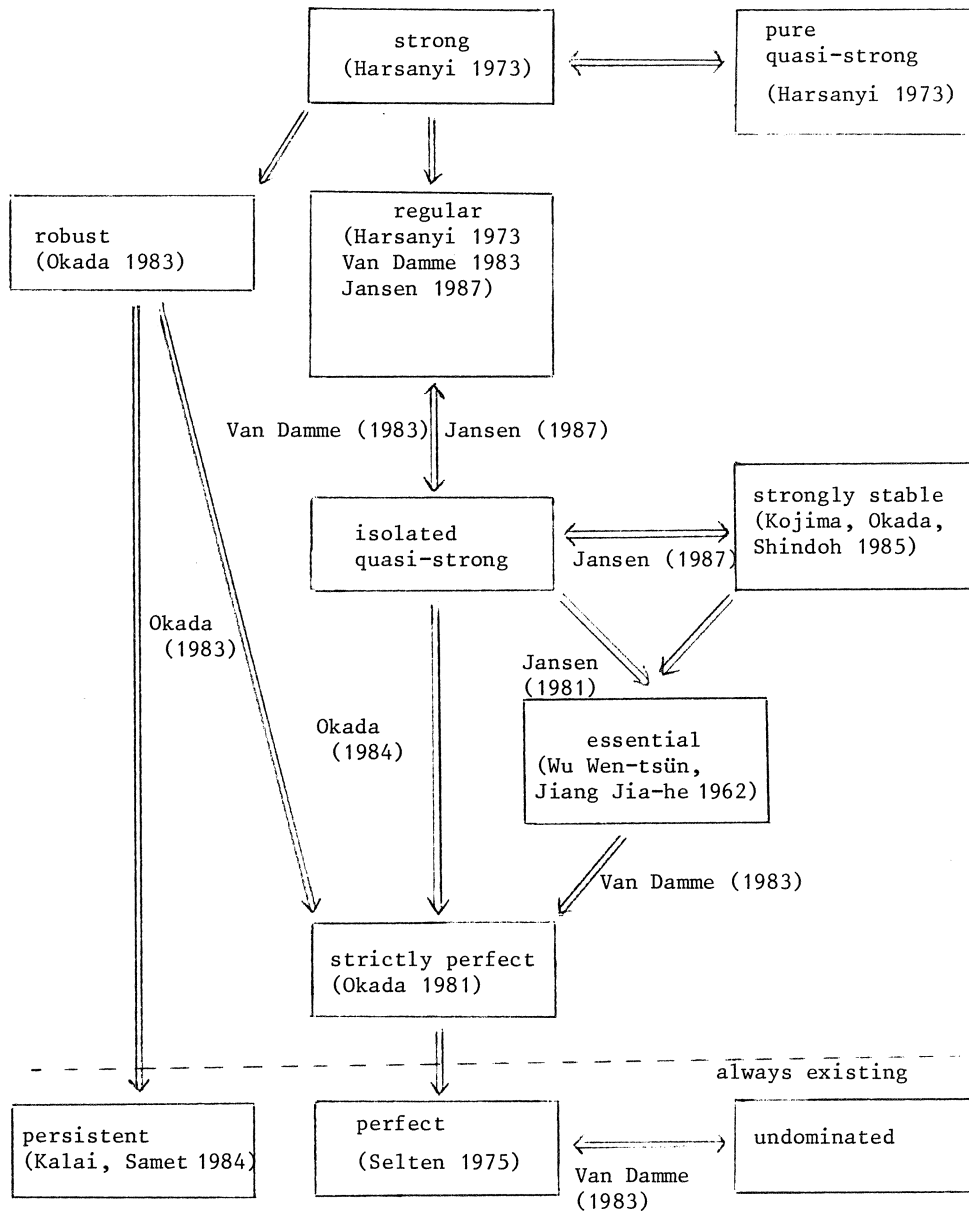 strong
(Harsanyi 1973)
pure
quasi-strong
(Harsanyi 1973)
robust
(Okada 1983)
regular
(Harsanyi 1973
Van Damme 1983
Jansen 1987)
Van Damme (1983)
Jansen (1987)
isolated
quasi-strong
strongly stable
(Kojima, Okada,
Shindoh 1985)
Jansen (1987)
Okada
(1983)
Jansen
(1981)
Okada
(1984)
essential
(Wu Wen-tsün,
Jiang Jia-he 1962)
Van Damme (1983)
strictly perfect
(Okada 1981)
always existing
persistent
(Kalai, Samet 1984)
perfect
(Selten 1975)
undominated
Van Damme
(1983)